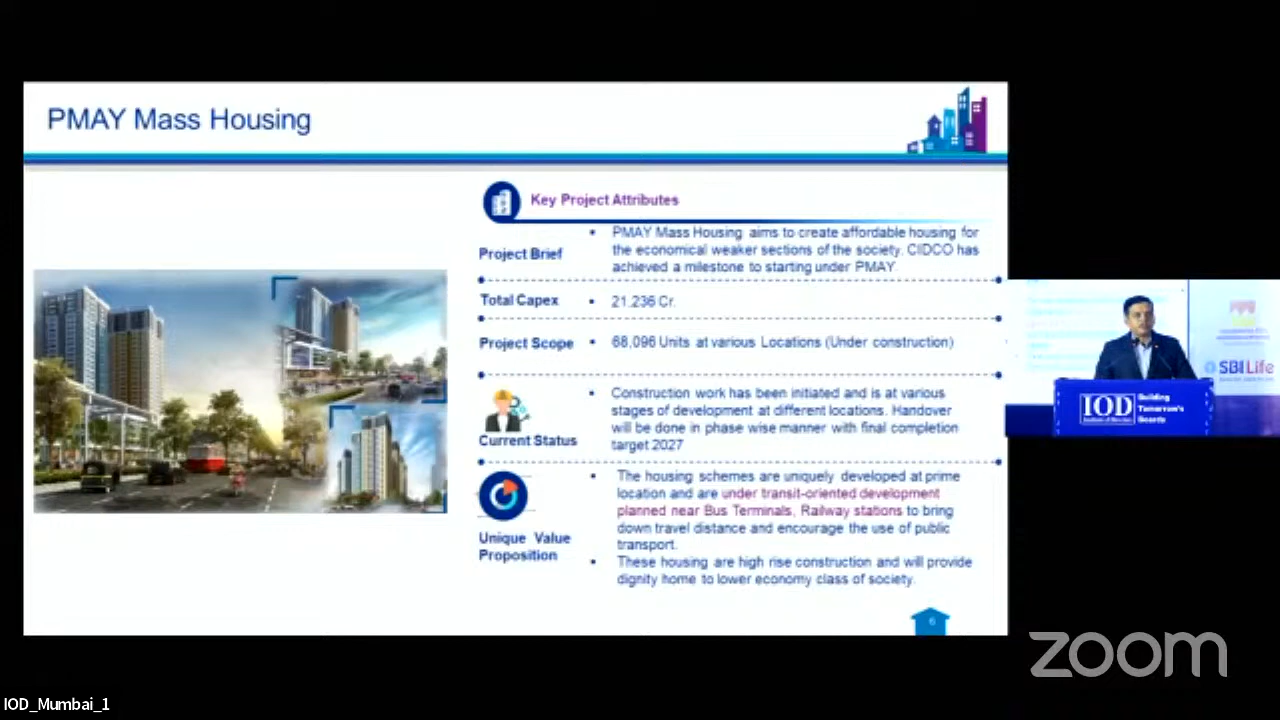 PMAY Mass Housing
Key Project Attributes
Project Brief
• PMAY Mass Housing aims to create affordable housing for
the economical weaker sections of the society. CIDCO has
achieved a milestone to starting under PMAY.
Total Capex
• 21,236 Cr.
Project Scope
• 68,096 Units at various Locations (Under construction)
Current Status
• Construction work has been initiated and is at various
stages of development at different locations. Handover
will be done in phase wise manner with final completion
target 2027
Unique Value
Proposition
• The housing schemes are uniquely developed at prime
location and are under transit-oriented development
planned near Bus Terminals, Railway stations to bring
down travel distance and encourage the use of public
transport.
• These housing are high rise construction and will provide
dignity home to lower economy class of society.
6
SBI Life
IOD
Building
Tomorrow's
Boards
zoom
IOD_Mumbai_1